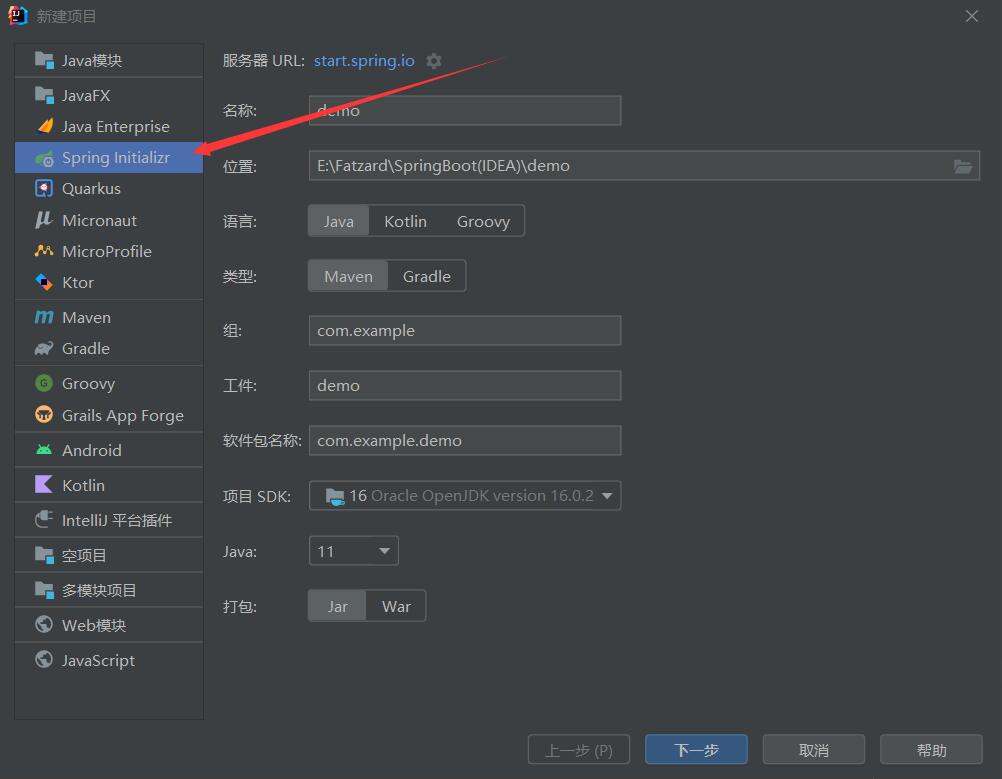 新建项目
Java模块
JavaFX
Java Enterprise
Spring Initializr
Quarkus
Micronaut
MicroProfile
Ktor
Maven
Gradle
Groovy
Grails App Forge
Android
Kotlin
IntelliJ 平台插件
空项目
多模块项目
Web模块
JavaScript
服务器 URL: start.spring.io
名称: demo
位置: E:\Fatzard\SpringBoot(IDEA)\demo
语言: Java Kotlin Groovy
类型: Maven Gradle
组: com.example
工件: demo
软件包名称: com.example.demo
项目 SDK: 16 Oracle OpenJDK version 16.0.2
Java: 11
打包: Jar War
上一步 (P) 下一步 取消 帮助